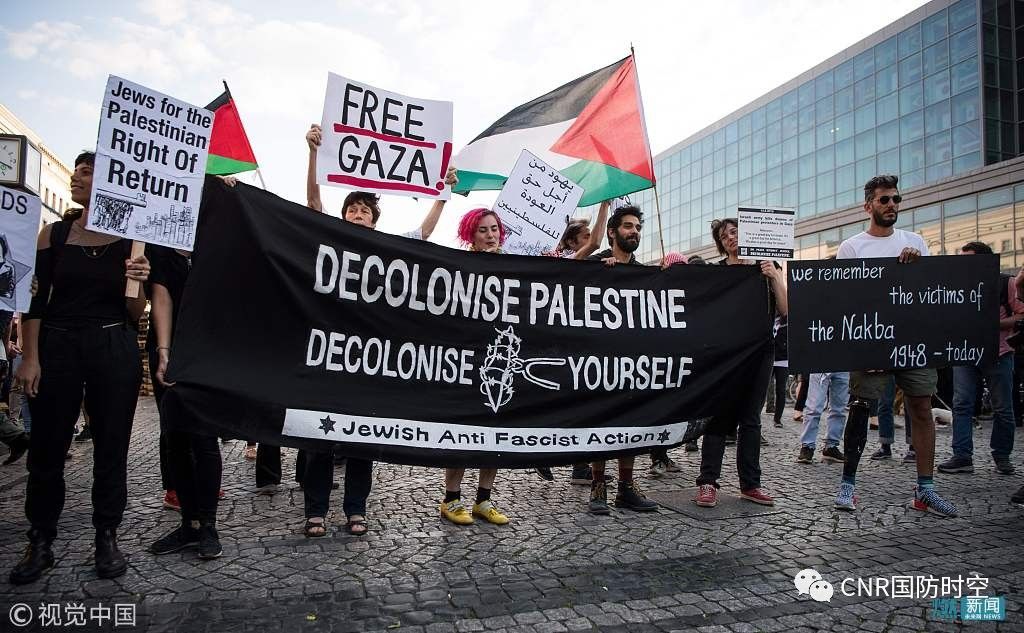 Jews for the
Palestinian
Right Of
Return
FREE
GAZA!
يهود من
أجل حق
العودة
للفلسطينيين
DECOLONISE PALESTINE
DECOLONISE YOURSELF
Jewish Anti Fascist Action
we remember
the victims of
the Nakba
1948 - today
DS
CNR国防时空
新闻
© 视觉中国